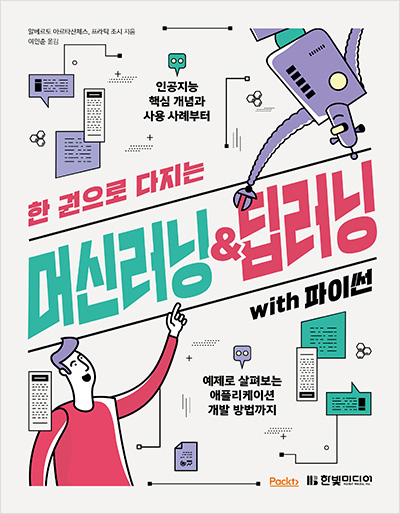 알베르토 아르타산체스, 프라틱 조시 지음
이인춘 옮김
인공지능
핵심 개념과
사용 사례부터
한 권으로 다지는
머신러닝&딥러닝
with 파이썬
예제로 살펴보는
애플리케이션
개발 방법까지
Packt>
한빛미디어